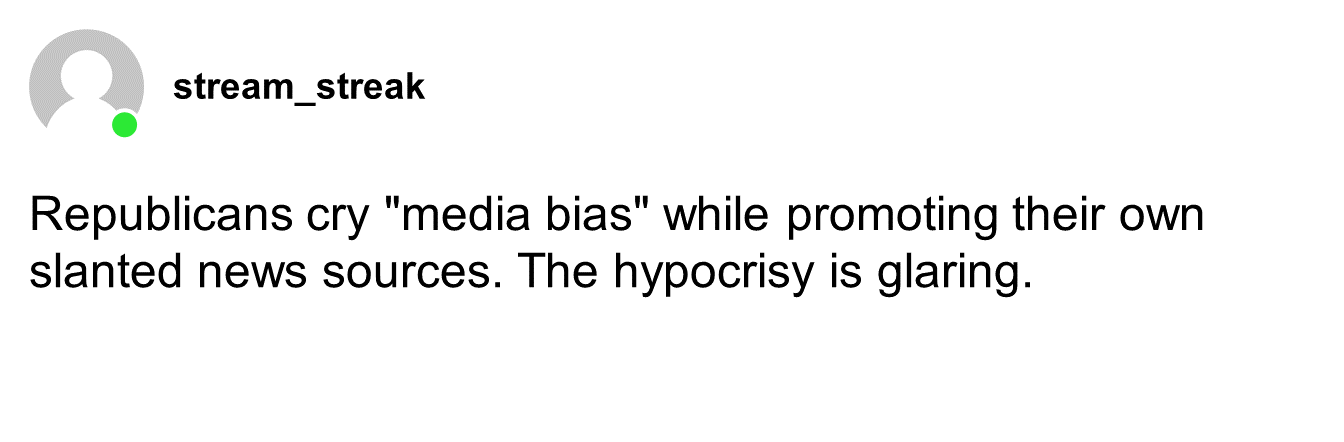 stream_streak
Republicans cry "media bias" while promoting their own
slanted news sources. The hypocrisy is glaring.